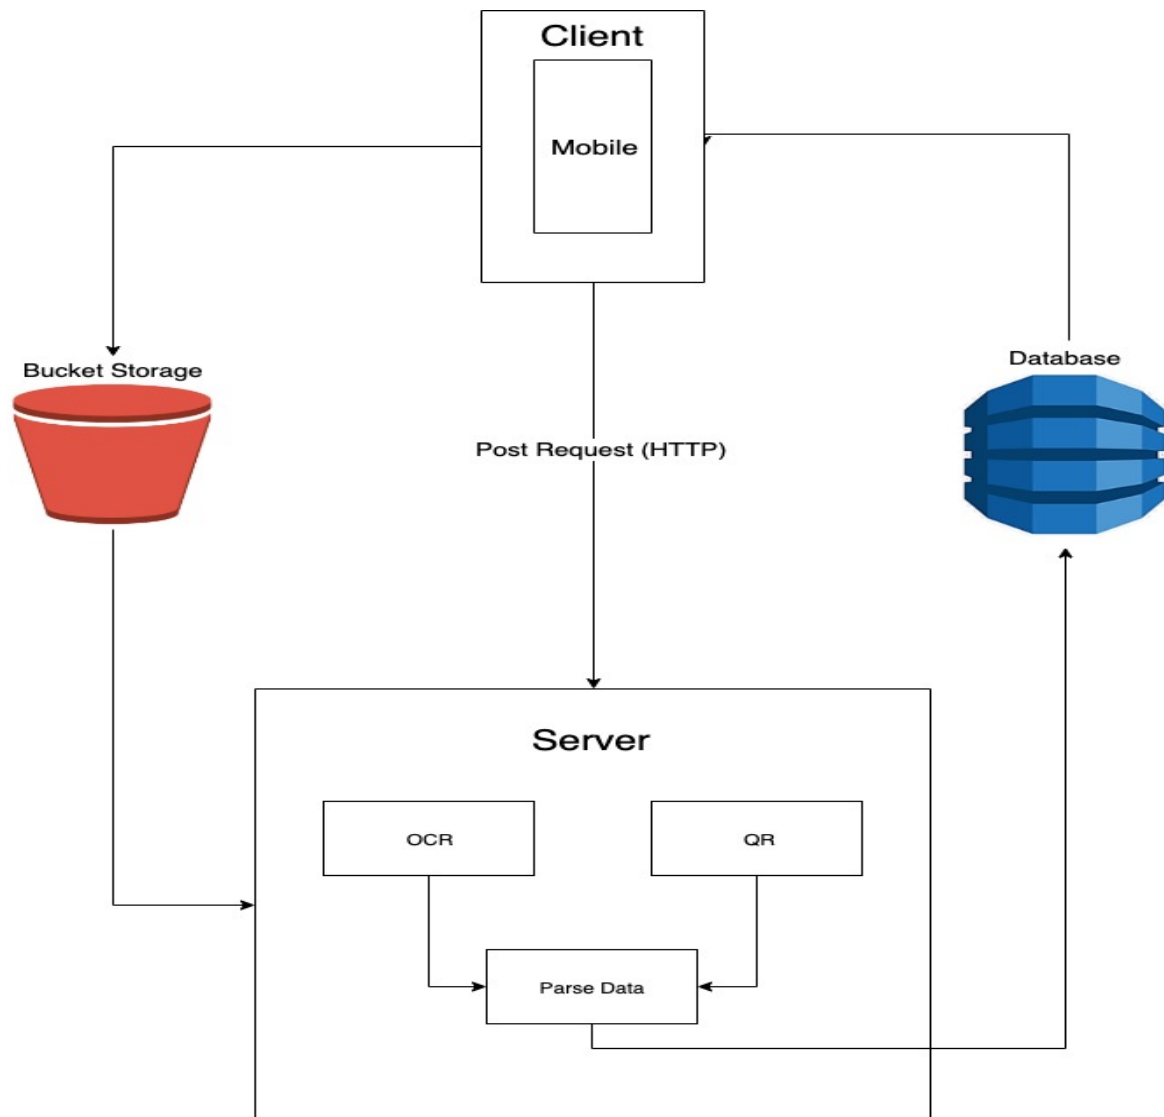 Client
Mobile
Bucket Storage
Database
Post Request (HTTP)
Server
OCR
QR
Parse Data